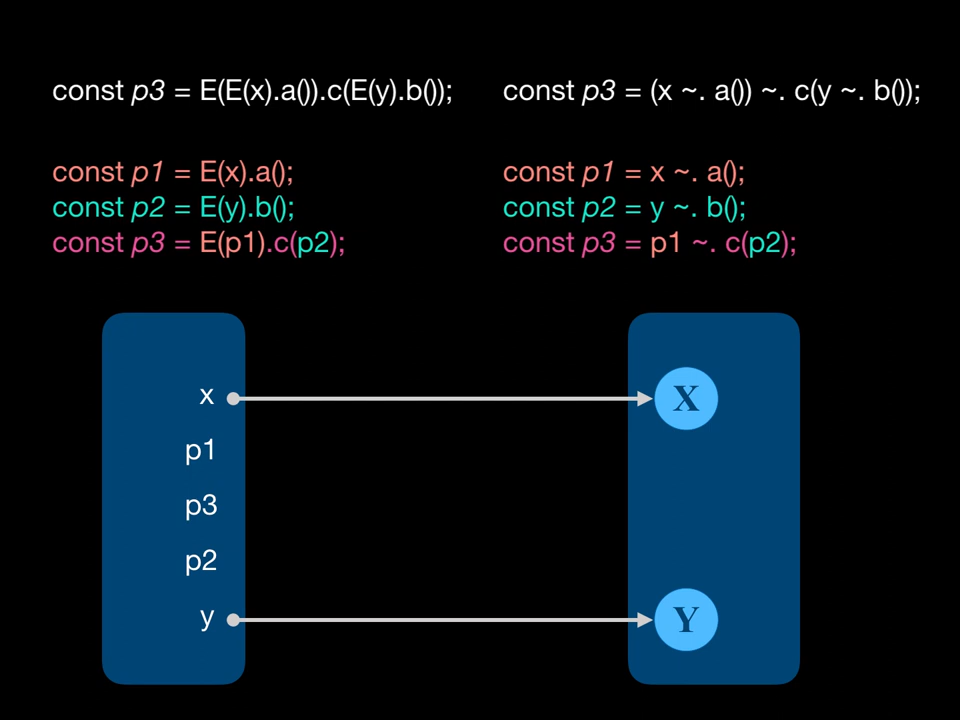 const p3 = E(E(x).a()).c(E(y).b());
const p1 = E(x).a();
const p2 = E(y).b();
const p3 = E(p1).c(p2);
const p3 = (x ~. a()) ~. c(y ~. b());
const p1 = x ~. a();
const p2 = y ~. b();
const p3 = p1 ~. c(p2);
x
p1
p3
p2
y
X
Y